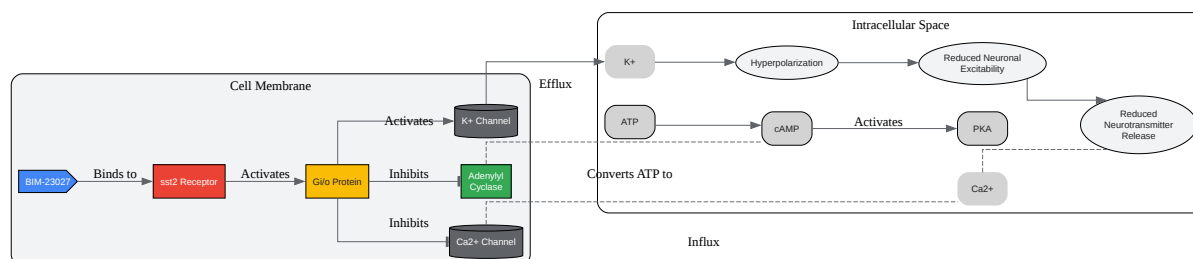 Intracellular Space
Cell Membrane
K+
Hyperpolarization
Reduced Neuronal
Excitability
Efflux
K+ Channel
Activates
ATP
cAMP
Activates
PKA
Reduced
Neurotransmitter
Release
BIM-23027
Binds to
sst2 Receptor
Activates
Gi/o Protein
Inhibits
Adenylyl
Cyclase
Converts ATP to
Ca2+
Inhibits
Ca2+ Channel
Influx